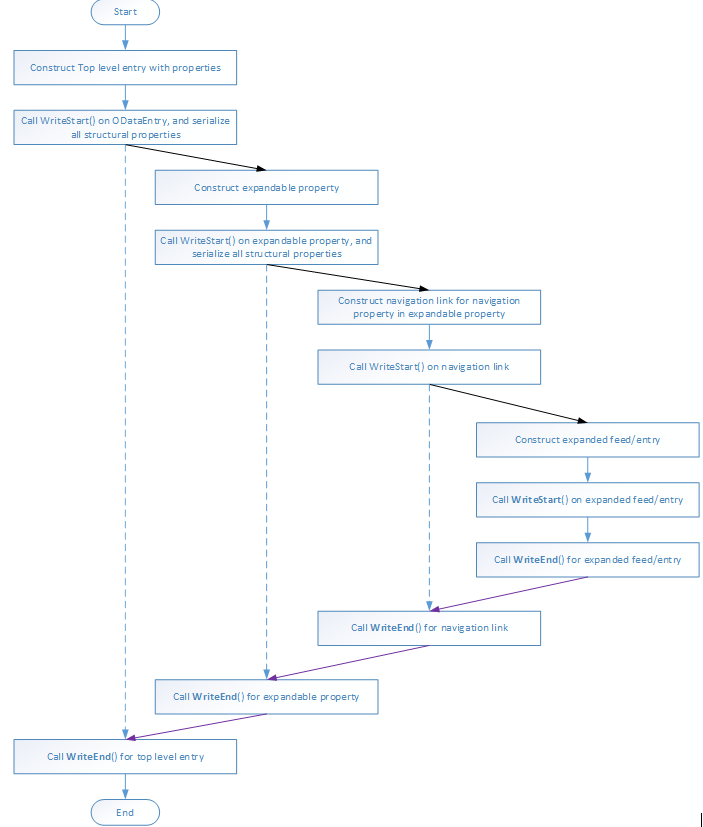 Start
Construct Top level entry with properties
Call WriteStart() on ODataEntry, and serialize
all structural properties
Construct expandable property
Call WriteStart() on expandable property, and
serialize all structural properties
Construct navigation link for navigation
property in expandable property
Call WriteStart() on navigation link
Construct expanded feed/entry
Call WriteStart() on expanded feed/entry
Call WriteEnd() for expanded feed/entry
Call WriteEnd() for navigation link
Call WriteEnd() for expandable property
Call WriteEnd() for top level entry
End